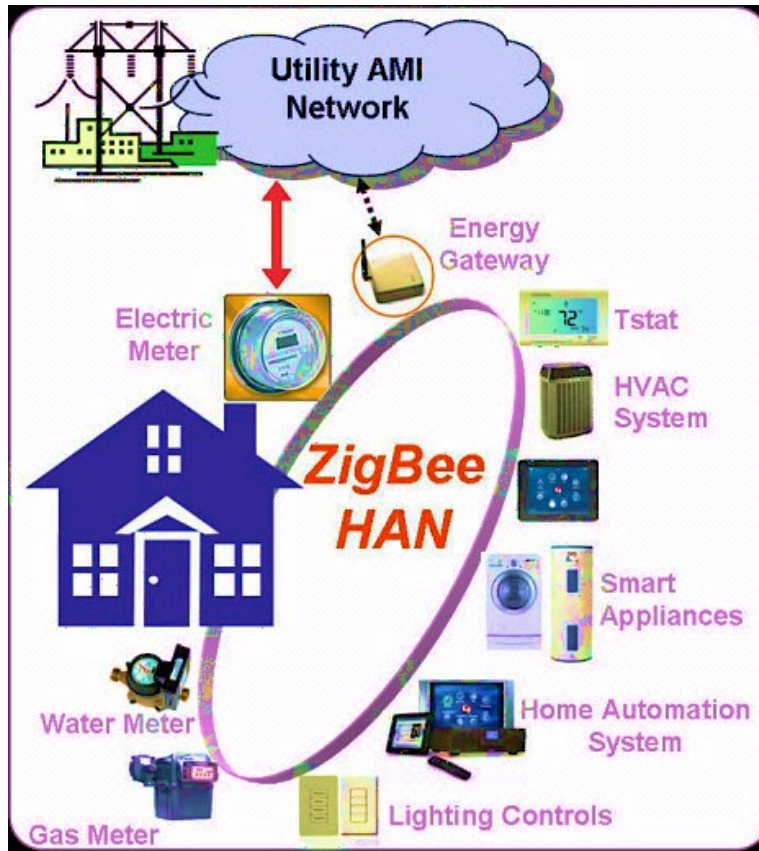 Utility AMI
Network
Energy
Gateway
Electric
Meter
Tstat
72
HVAC
System
ZigBee
HAN
Smart
Appliances
Water Meter
Home Automation
System
Gas Meter
Lighting Controls